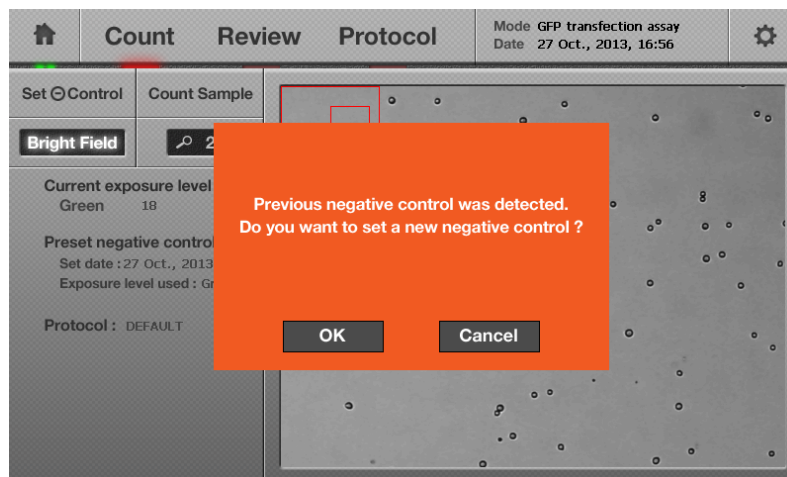 Count Review Protocol
Mode GFP transfection assay
Date 27 Oct., 2013, 16:56
Set ⊖ Control
Count Sample
Bright Field
2
Current exposure level
Green 18
Preset negative control
Set date : 27 Oct., 2013
Exposure level used :
Protocol : DEFAULT
Previous negative control was detected.
Do you want to set a new negative control ?
OK
Cancel